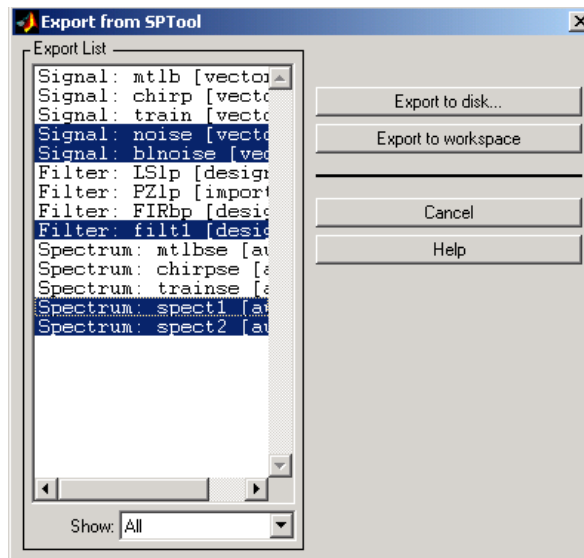 Export from SPTool
Export List
Signal: mtlb [vector
Signal: chirp [vecto
Signal: train [vecto
Signal: noise [vecto
Signal: blnoise [vec
Filter: LSlp [design
Filter: PZlp [import
Filter: FIRbp [desig
Filter: filt1 [desig
Spectrum: mtlbse [au
Spectrum: chirpse [a
Spectrum: trainse [a
Spectrum: spect1 [au
Spectrum: spect2 [au
Show: All
Export to disk...
Export to workspace
Cancel
Help